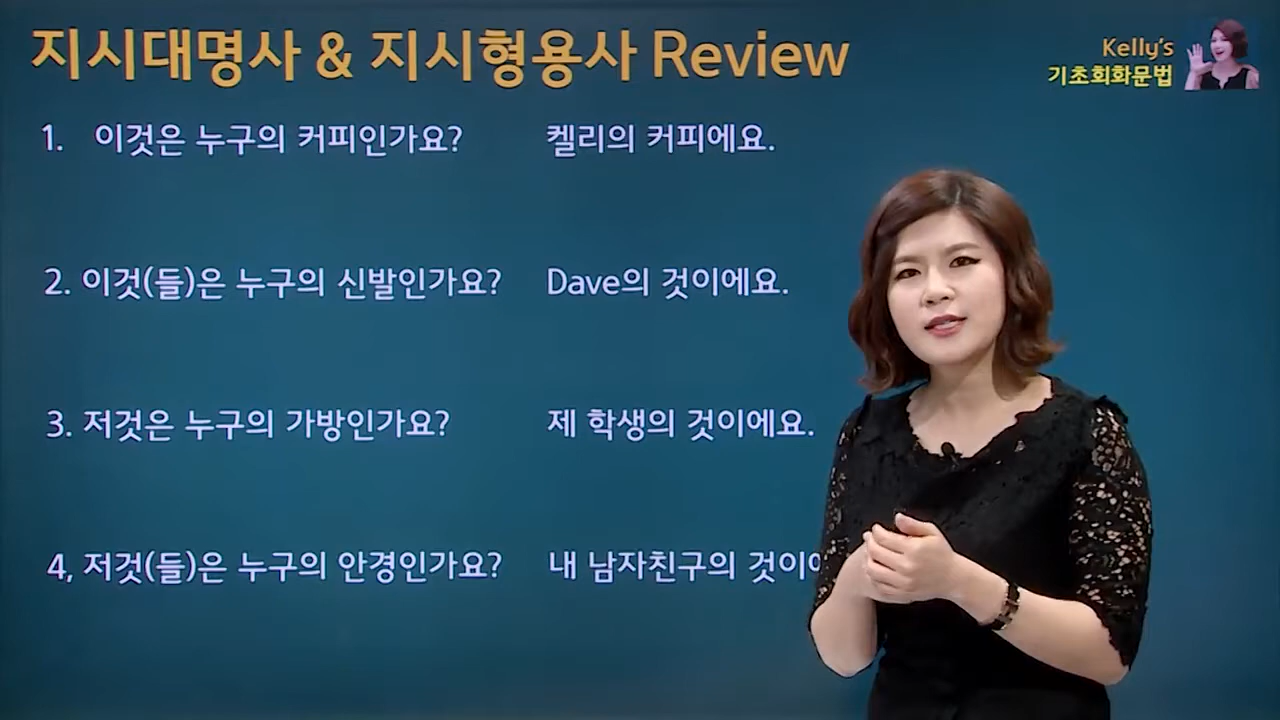 지시대명사 & 지시형용사 Review
Kelly's
기초회화문법
1. 이것은 누구의 커피인가요? 켈리의 커피에요.
2. 이것(들)은 누구의 신발인가요? Dave의 것이에요.
3. 저것은 누구의 가방인가요? 제 학생의 것이에요.
4, 저것(들)은 누구의 안경인가요? 내 남자친구의